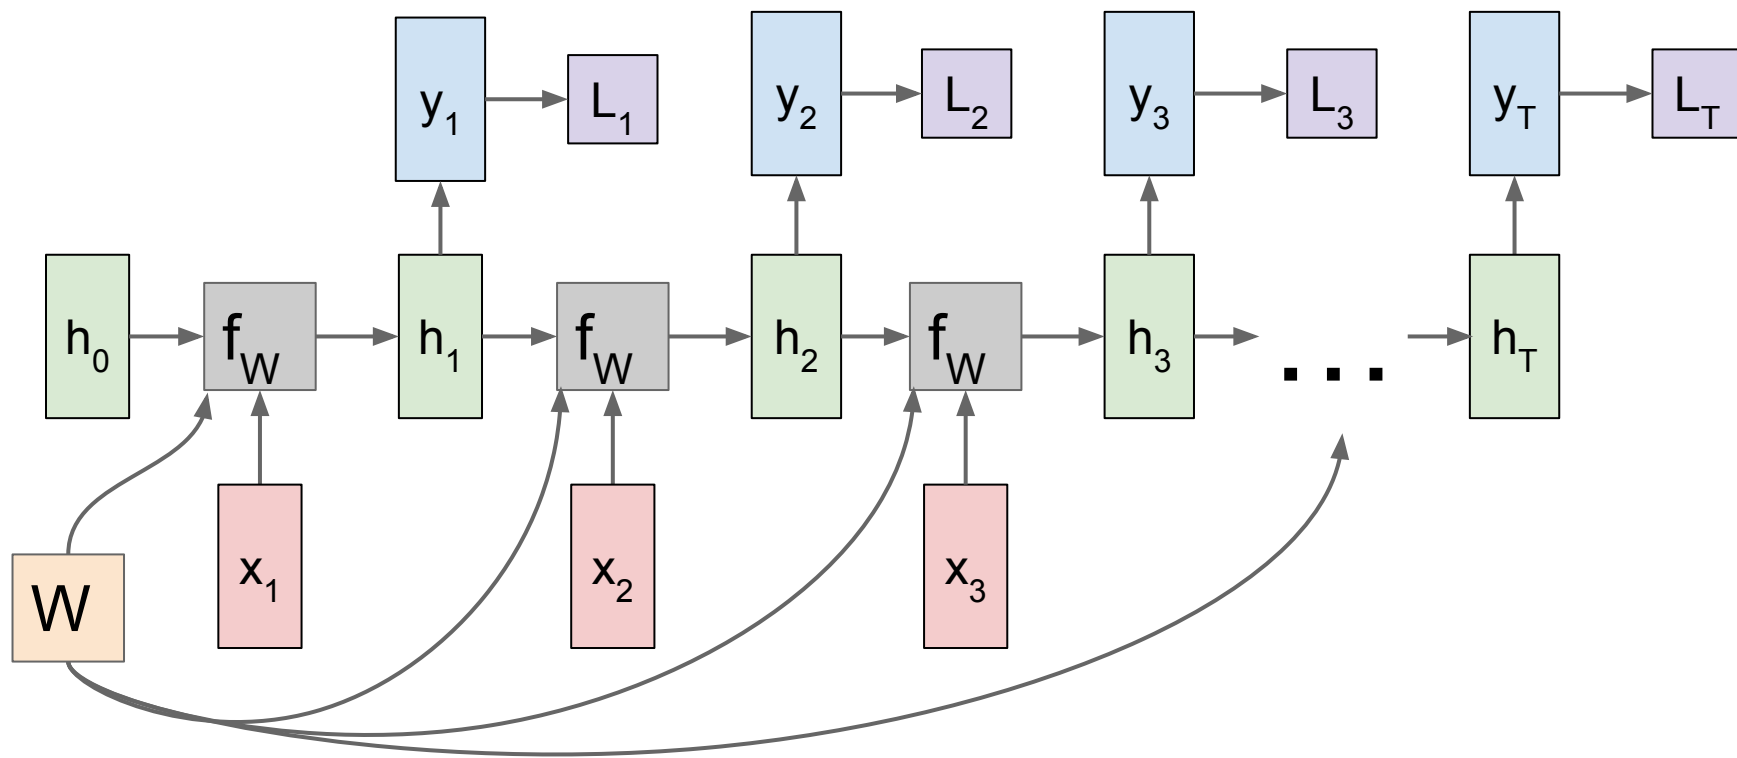 y1 L1 y2 L2 y3 L3 yT LT
h0 fW h1 fW h2 fW h3 ... hT
W x1 x2 x3